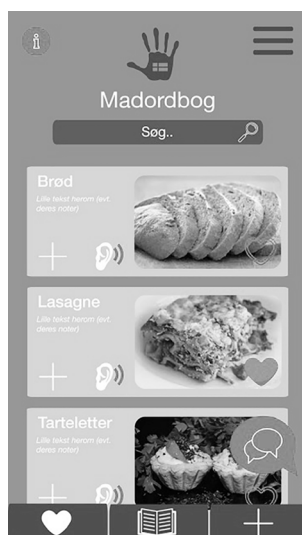 i
Madordbog
Søg..
Brød
Lille tekst herom (evt.
deres noter)
Lasagne
Lille tekst herom (evt.
deres noter)
Tarteletter
Lille tekst herom (evt.
deres noter)